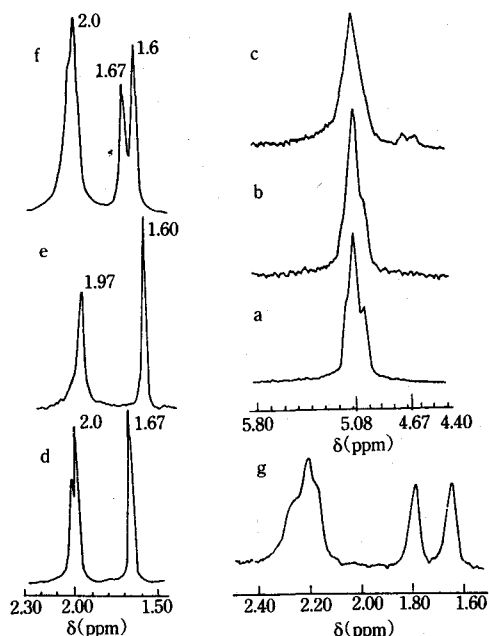 f
2.0
1.67
1.6
e
1.97
1.60
d
2.0
1.67
2.30 2.00 1.50
δ(ppm)
c
b
a
5.80 5.08 4.67 4.40
δ(ppm)
g
2.40 2.20 2.00 1.80 1.60
δ(ppm)